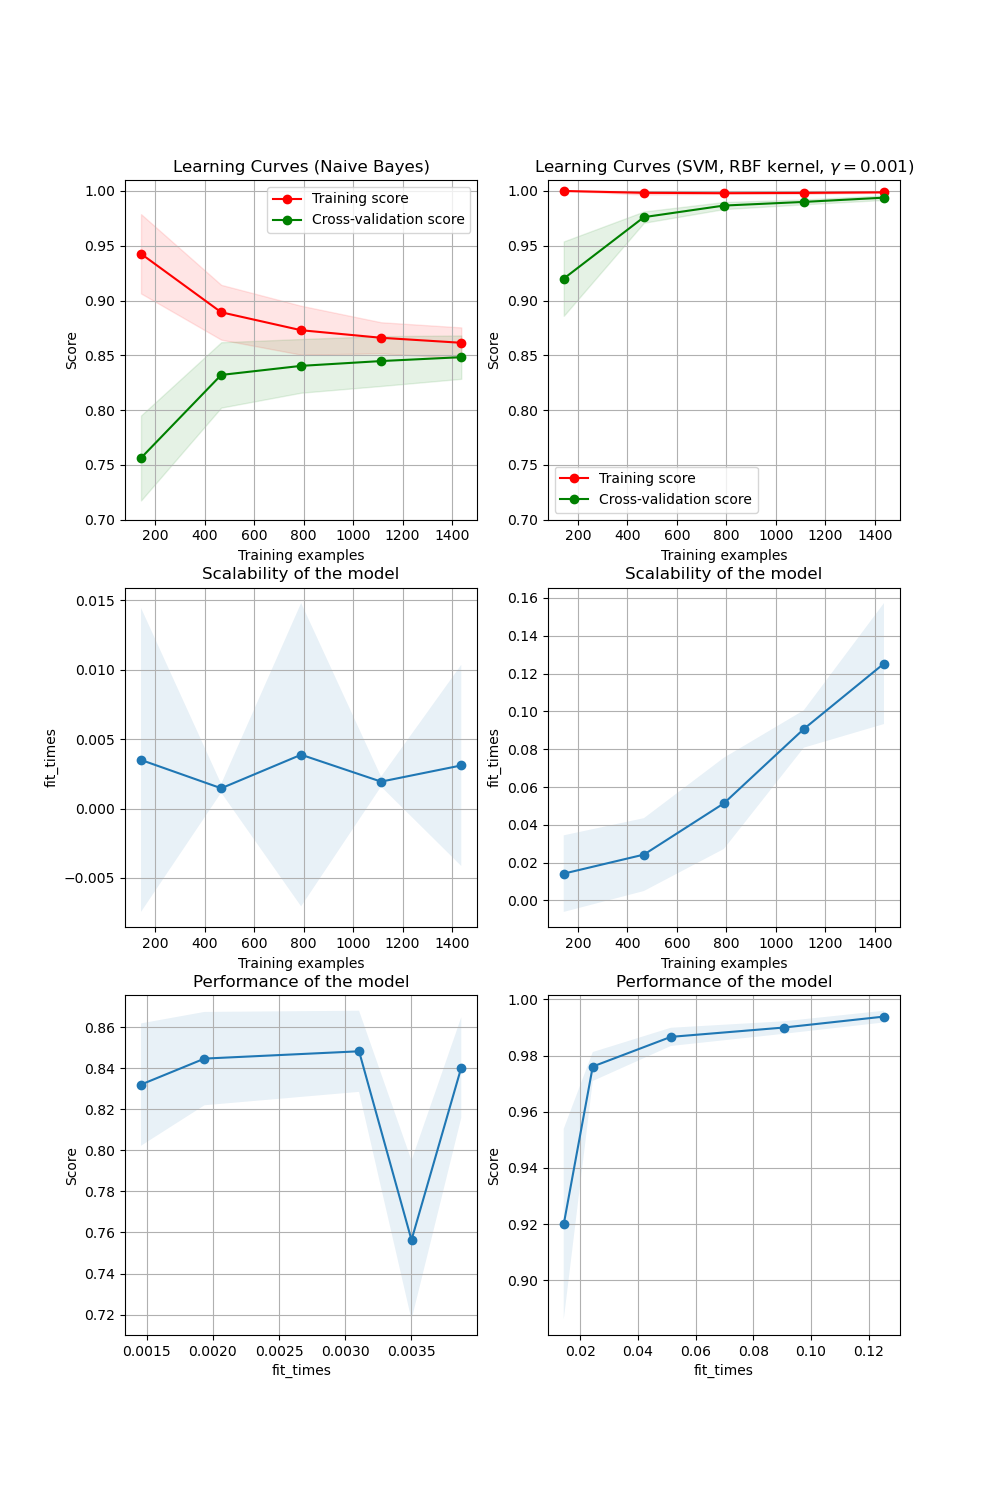 Learning Curves (Naive Bayes)
1.00
0.95
0.90
0.85
0.80
0.75
0.70
Score
Training score
Cross-validation score
200 400 600 800 1000 1200 1400
Training examples
Learning Curves (SVM, RBF kernel, γ = 0.001)
1.00
0.95
0.90
0.85
0.80
0.75
0.70
Score
Training score
Cross-validation score
200 400 600 800 1000 1200 1400
Training examples
Scalability of the model
0.015
0.010
0.005
0.000
−0.005
fit_times
200 400 600 800 1000 1200 1400
Training examples
Scalability of the model
0.16
0.14
0.12
0.10
0.08
0.06
0.04
0.02
0.00
fit_times
200 400 600 800 1000 1200 1400
Training examples
Performance of the model
0.86
0.84
0.82
0.80
0.78
0.76
0.74
0.72
Score
0.0015 0.0020 0.0025 0.0030 0.0035
fit_times
Performance of the model
1.00
0.98
0.96
0.94
0.92
0.90
Score
0.02 0.04 0.06 0.08 0.10 0.12
fit_times